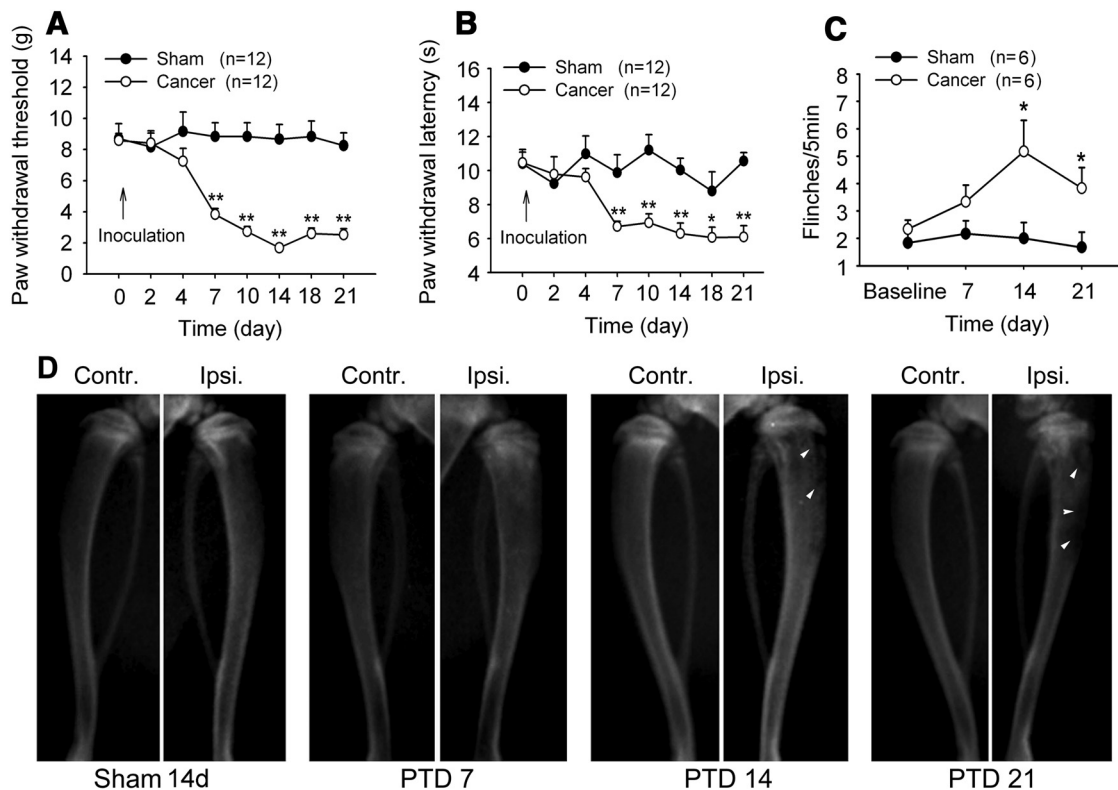 A
Paw withdrawal threshold (g)
Sham (n=12)
Cancer (n=12)
14
12
10
8
6
4
2
0
** ** ** ** **
Inoculation
0 2 4 7 10 14 18 21
Time (day)
B
Paw withdrawal laterncy (s)
Sham (n=12)
Cancer (n=12)
16
14
12
10
8
6
4
** ** ** * **
Inoculation
0 2 4 7 10 14 18 21
Time (day)
C
Flinches/5min
Sham (n=6)
Cancer (n=6)
8
7
6
5
4
3
2
1
* *
Baseline 7 14 21
Time (day)
D
Contr. Ipsi. Contr. Ipsi. Contr. Ipsi. Contr. Ipsi.
Sham 14d PTD 7 PTD 14 PTD 21